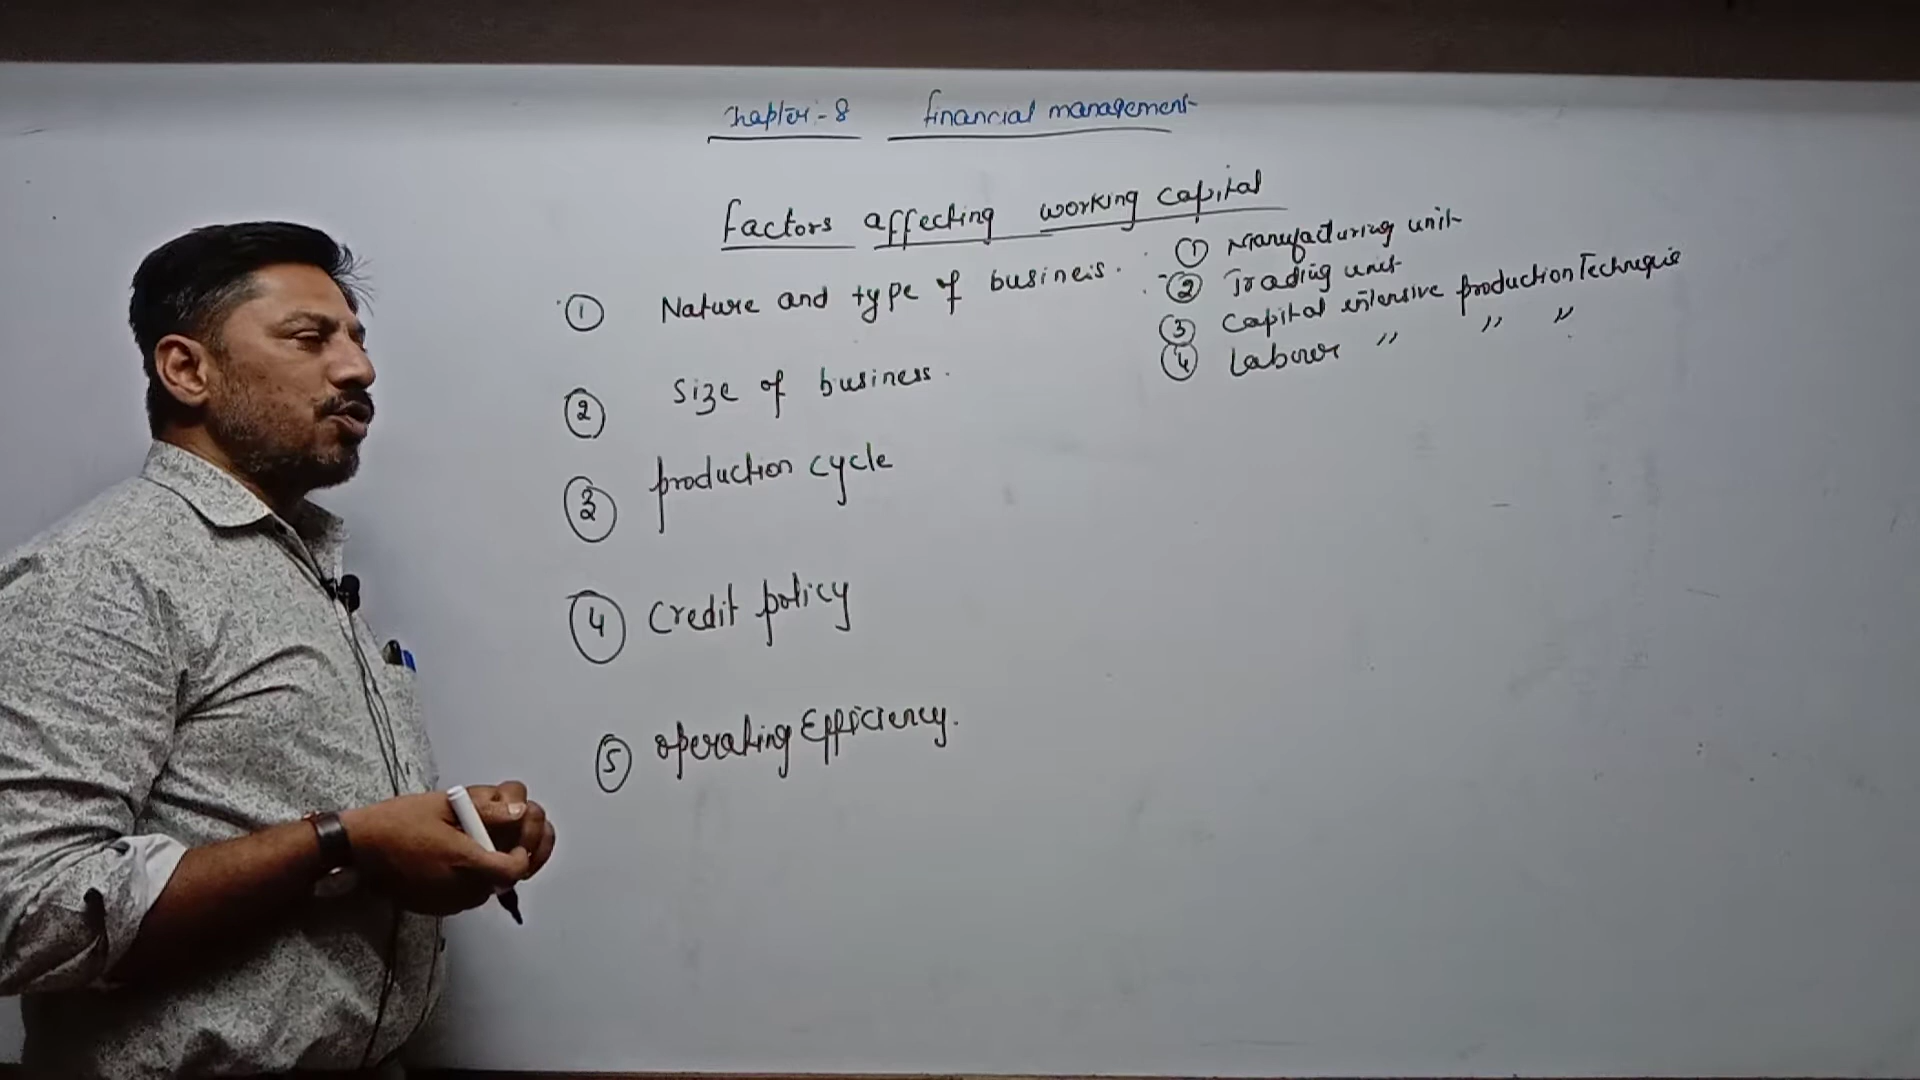 Chapter:-8 financial management
factors affecting working capital
① Nature and type of business.
① Manufacturing unit
② Trading unit
③ Capital intensive production Technique
④ Labour " " "
② Size of business.
③ production cycle
④ Credit policy
⑤ operating Efficiency.